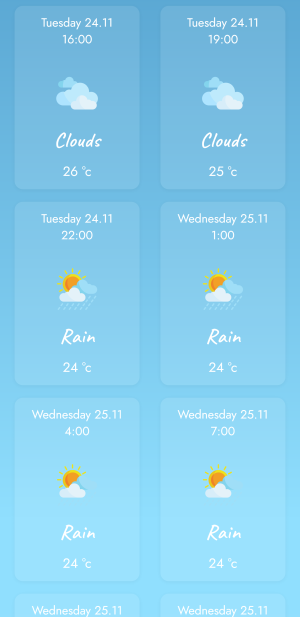 Tuesday 24.11
16:00
Clouds
26 °c
Tuesday 24.11
19:00
Clouds
25 °c
Tuesday 24.11
22:00
Rain
24 °c
Wednesday 25.11
1:00
Rain
24 °c
Wednesday 25.11
4:00
Rain
24 °c
Wednesday 25.11
7:00
Rain
24 °c
Wednesday 25.11
Wednesday 25.11